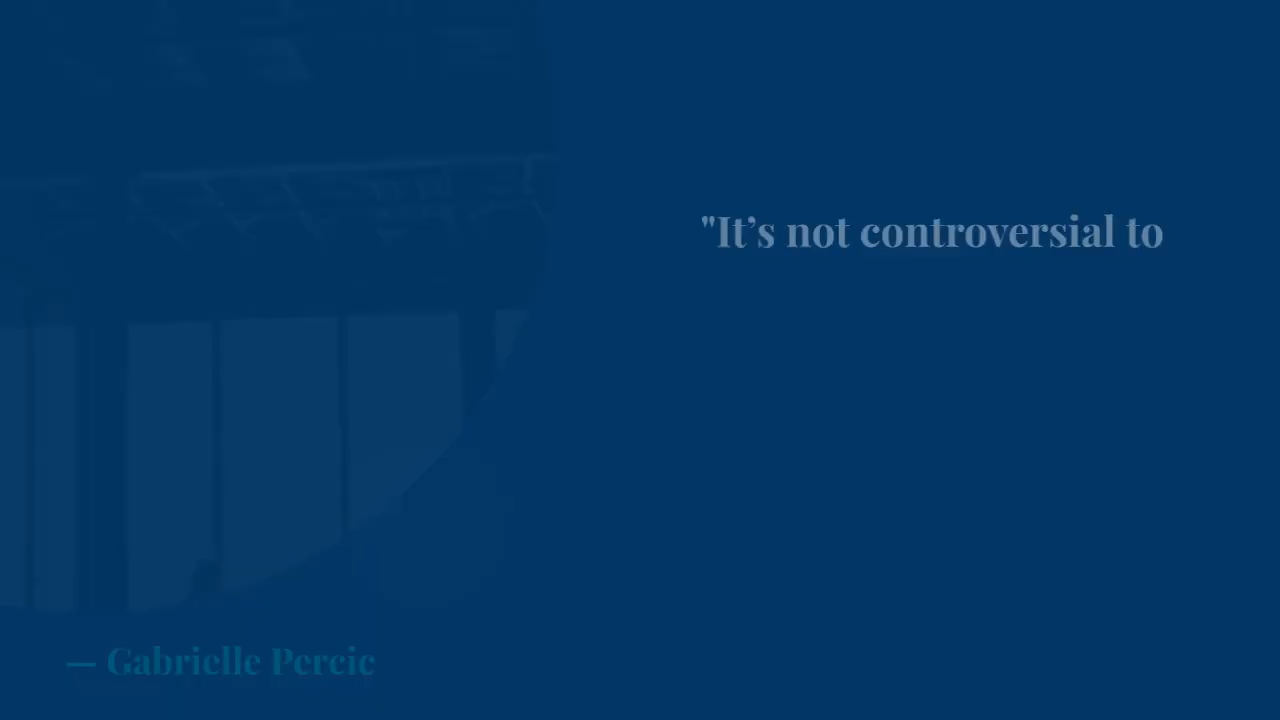 "It’s not controversial to
— Gabrielle Percic